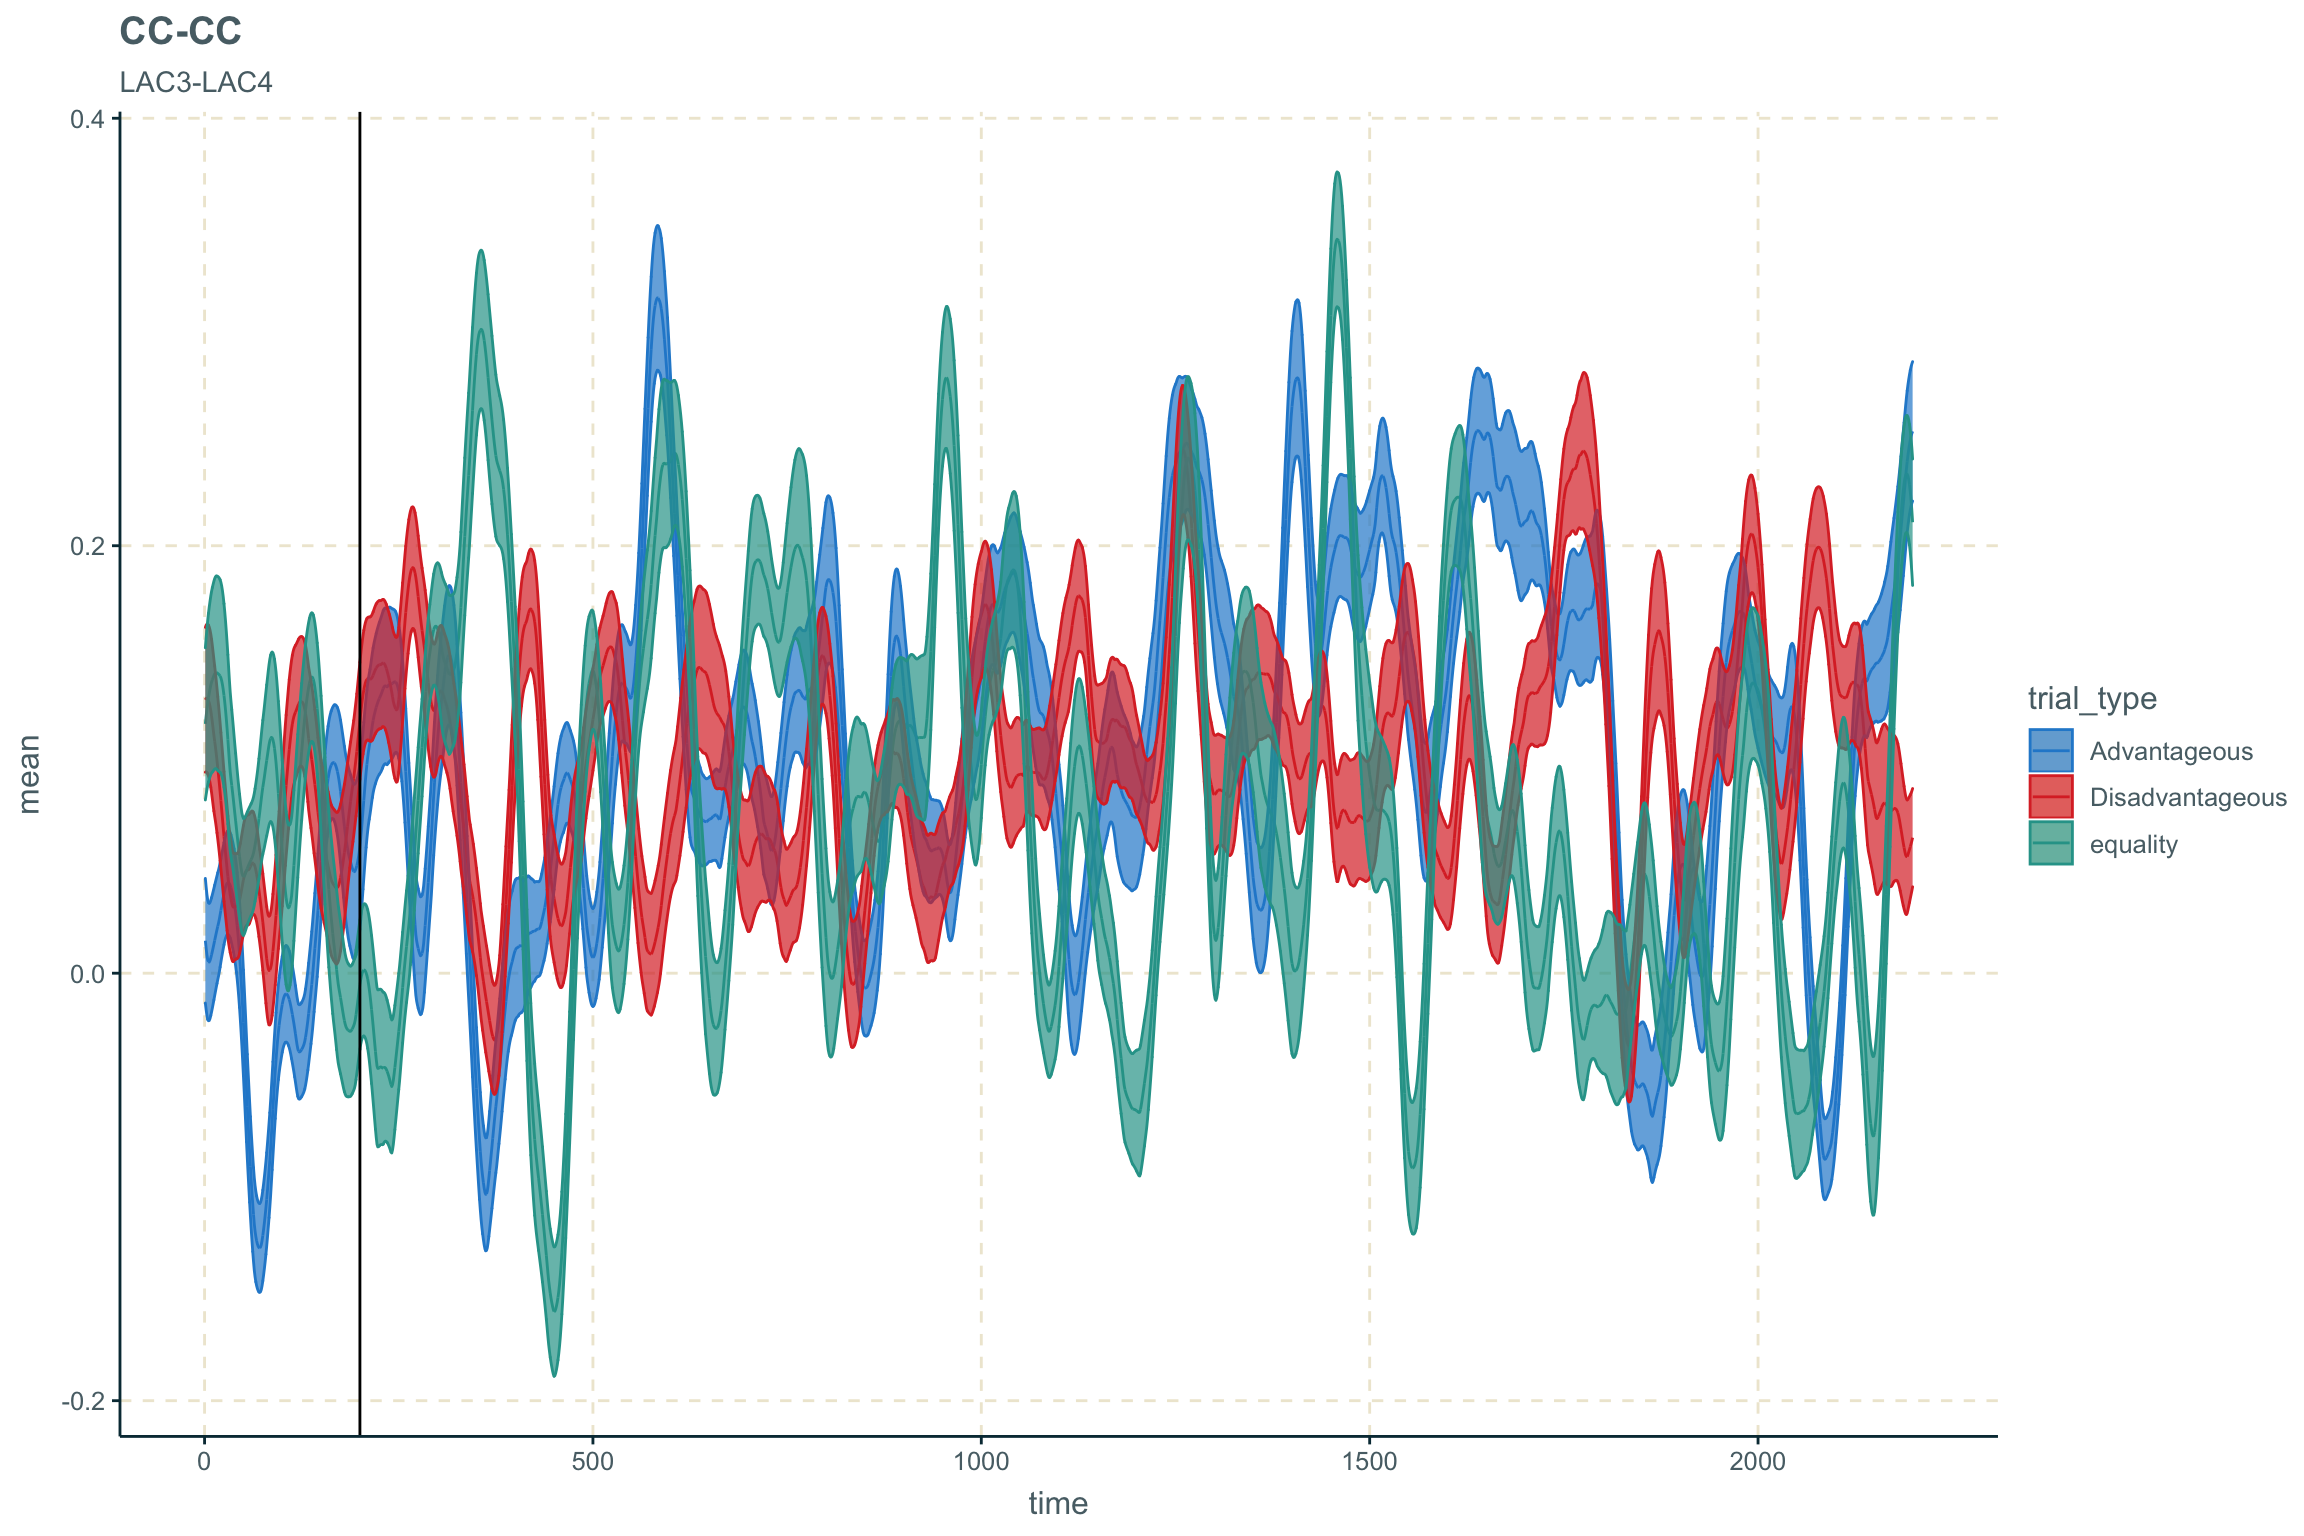 CC-CC
LAC3-LAC4
0.4
0.2
0.0
-0.2
mean
0
500
1000
1500
2000
time
trial_type
Advantageous
Disadvantageous
equality